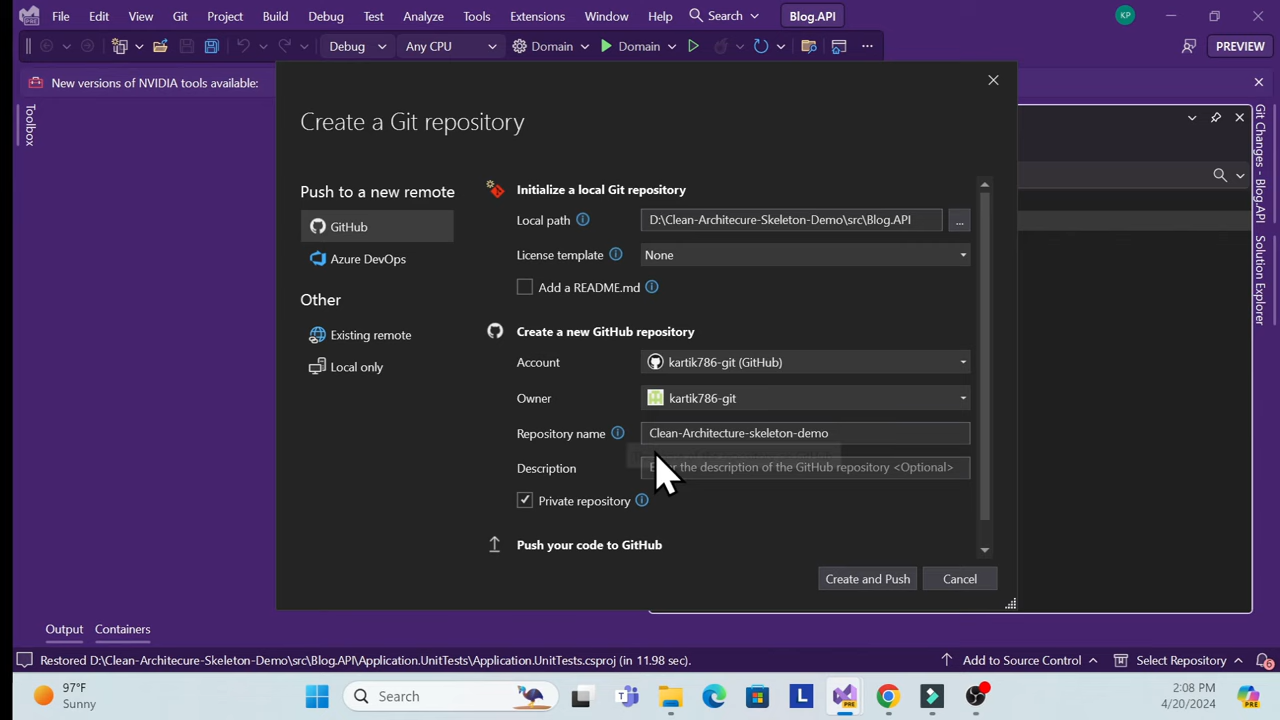 File Edit View Git Project Build Debug Test Analyze Tools Extensions Window Help Search Blog.API KP
PRE
Debug Any CPU Domain Domain PREVIEW
New versions of NVIDIA tools available:
Toolbox
Create a Git repository
Push to a new remote
GitHub
Azure DevOps
Other
Existing remote
Local only
Initialize a local Git repository
Local path D:\Clean-Architecure-Skeleton-Demo\src\Blog.API ...
License template None
Add a README.md
Create a new GitHub repository
Account kartik786-git (GitHub)
Owner kartik786-git
Repository name Clean-Architecture-skeleton-demo
Description the description of the GitHub repository <Optional>
Private repository
Push your code to GitHub
Create and Push Cancel
Git Changes - Blog.API
Solution Explorer
Output Containers
Restored D:\Clean-Architecure-Skeleton-Demo\src\Blog.API\Application.UnitTests\Application.UnitTests.csproj (in 11.98 sec). Add to Source Control Select Repository 6
97°F
Sunny
Search
L
PRE
2:08 PM
4/20/2024
PRE